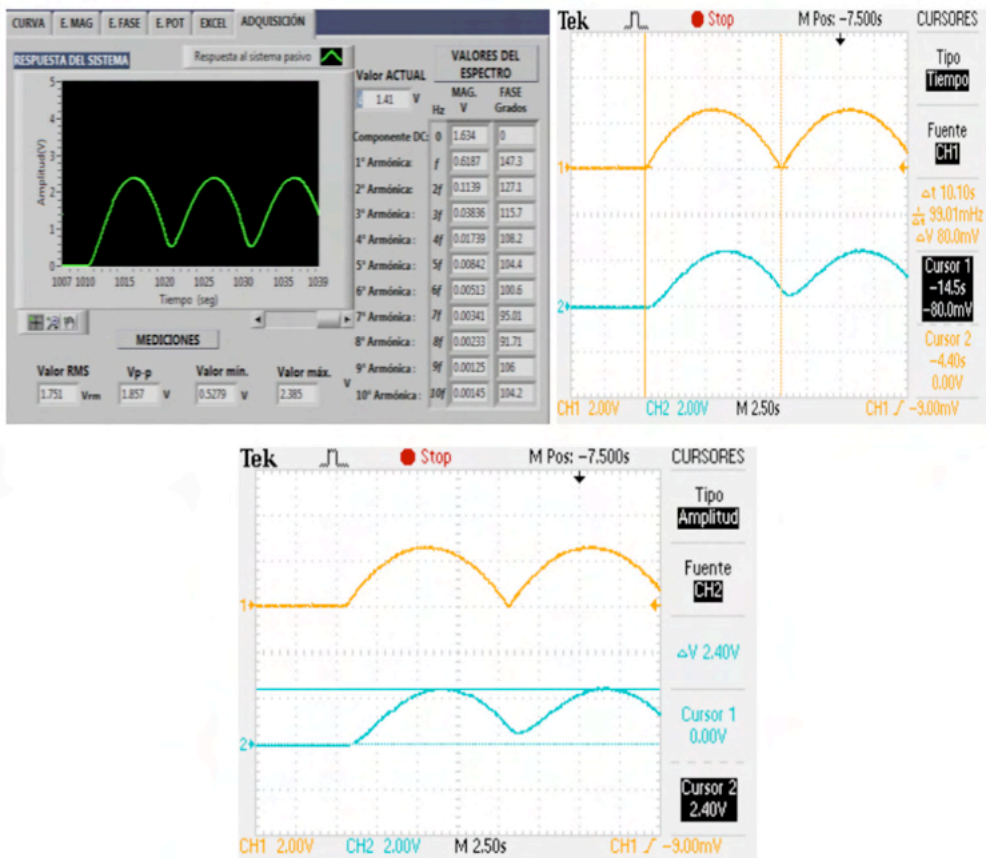 CURVA E. MAG E. FASE E. POT EXCEL ADQUISICIÓN
RESPUESTA DEL SISTEMA
Respuesta al sistema pasivo
Amplitud(V)
5
4
3
2
1
0
1007 1010 1015 1020 1025 1030 1035 1039
Tiempo (seg)
MEDICIONES
Valor RMS Vp-p Valor mín. Valor máx.
1.751 Vrm 1.857 V 0.5279 V 2.385 V
Valor ACTUAL
1.41 V
VALORES DEL
ESPECTRO
Hz MAG. V FASE Grados
Componente DC: 0 1.634 0
1° Armónica: f 0.6187 147.3
2° Armónica: 2f 0.1139 127.1
3° Armónica : 3f 0.03836 115.7
4° Armónica : 4f 0.01739 108.2
5° Armónica : 5f 0.00842 104.4
6° Armónica : 6f 0.00513 100.6
7° Armónica : 7f 0.00341 95.01
8° Armónica : 8f 0.00233 91.71
9° Armónica : 9f 0.00125 106
10° Armónica : 10f 0.00145 104.2
Tek Stop M Pos: -7.500s CURSORES
Tipo
Tiempo
Fuente
CH1
△t 10.10s
1/△t 99.01mHz
△V 80.0mV
Cursor 1
-14.5s
-80.0mV
Cursor 2
-4.40s
0.00V
1
2
CH1 2.00V CH2 2.00V M 2.50s CH1 -9.00mV
Tek Stop M Pos: -7.500s CURSORES
Tipo
Amplitud
Fuente
CH2
△V 2.40V
Cursor 1
0.00V
Cursor 2
2.40V
1
2
CH1 2.00V CH2 2.00V M 2.50s CH1 -9.00mV